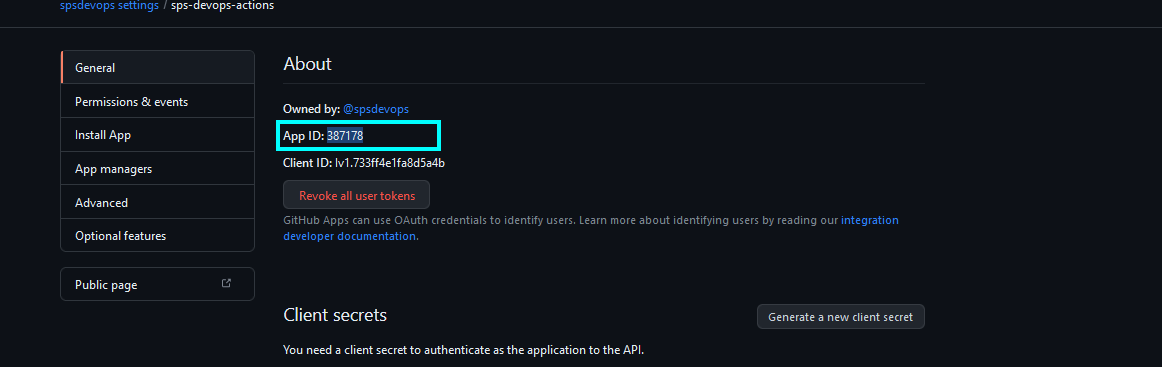 spsdevops settings / sps-devops-actions
General
Permissions & events
Install App
App managers
Advanced
Optional features
Public page
About
Owned by: @spsdevops
App ID: 387178
Client ID: Iv1.733ff4e1fa8d5a4b
Revoke all user tokens
GitHub Apps can use OAuth credentials to identify users. Learn more about identifying users by reading our integration
developer documentation.
Client secrets
Generate a new client secret
You need a client secret to authenticate as the application to the API.